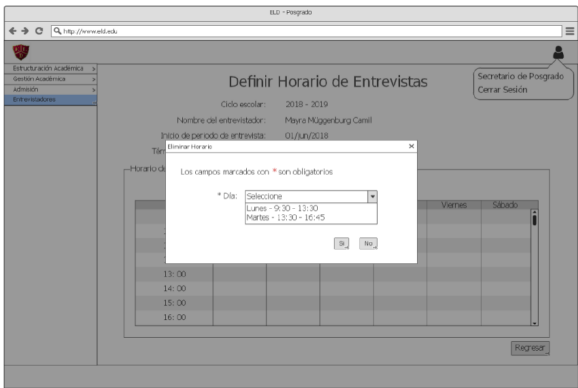 ELD - Posgrado
http://www.eld.edu
Estructuración Académica >
Gestión Académica >
Admisión >
Entrevistadores
Secretario de Posgrado
Cerrar Sesión
Definir Horario de Entrevistas
Ciclo escolar: 2018 - 2019
Nombre del entrevistador: Mayra Müggenburg Camil
Inicio de periodo de entrevista: 01/jun/2018
Eliminar Horario ×
Horario d
Los campos marcados con * son obligatorios
* Día: Seleccione
Lunes - 9:30 - 13:30
Martes - 13:30 - 16:45
Si No
Viernes Sábado
13:00
14:00
15:00
16:00
Regresar